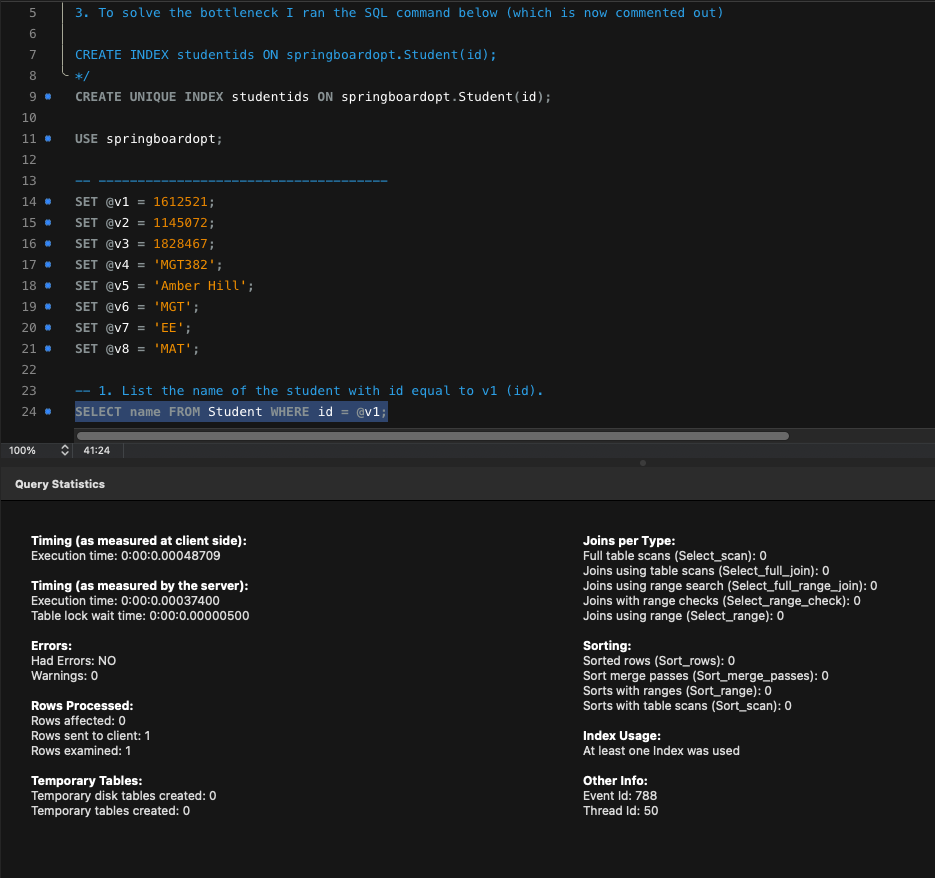 5 3. To solve the bottleneck I ran the SQL command below (which is now commented out)
6
7 CREATE INDEX studentids ON springboardopt.Student(id);
8 */
9 CREATE UNIQUE INDEX studentids ON springboardopt.Student(id);
10
11 USE springboardopt;
12
13 -- -------------------------------------
14 SET @v1 = 1612521;
15 SET @v2 = 1145072;
16 SET @v3 = 1828467;
17 SET @v4 = 'MGT382';
18 SET @v5 = 'Amber Hill';
19 SET @v6 = 'MGT';
20 SET @v7 = 'EE';
21 SET @v8 = 'MAT';
22
23 -- 1. List the name of the student with id equal to v1 (id).
24 SELECT name FROM Student WHERE id = @v1;
100% 41:24
Query Statistics
Timing (as measured at client side):
Execution time: 0:00:0.00048709
Timing (as measured by the server):
Execution time: 0:00:0.00037400
Table lock wait time: 0:00:0.00000500
Errors:
Had Errors: NO
Warnings: 0
Rows Processed:
Rows affected: 0
Rows sent to client: 1
Rows examined: 1
Temporary Tables:
Temporary disk tables created: 0
Temporary tables created: 0
Joins per Type:
Full table scans (Select_scan): 0
Joins using table scans (Select_full_join): 0
Joins using range search (Select_full_range_join): 0
Joins with range checks (Select_range_check): 0
Joins using range (Select_range): 0
Sorting:
Sorted rows (Sort_rows): 0
Sort merge passes (Sort_merge_passes): 0
Sorts with ranges (Sort_range): 0
Sorts with table scans (Sort_scan): 0
Index Usage:
At least one Index was used
Other Info:
Event Id: 788
Thread Id: 50